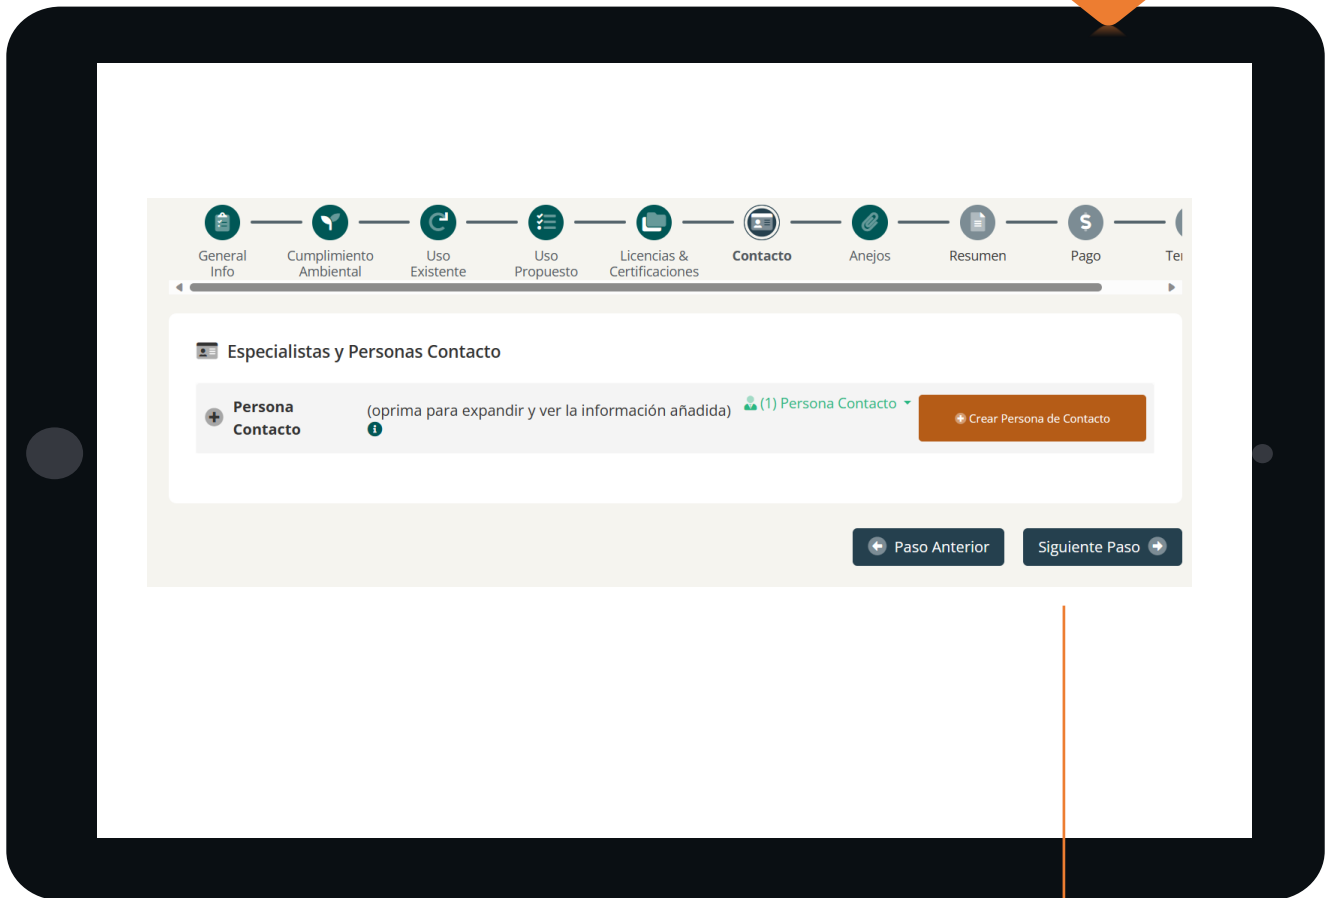 General Info
Cumplimiento Ambiental
Uso Existente
Uso Propuesto
Licencias & Certificaciones
Contacto
Anejos
Resumen
Pago
Especialistas y Personas Contacto
Persona Contacto
(oprima para expandir y ver la información añadida)
(1) Persona Contacto
Crear Persona de Contacto
Paso Anterior
Siguiente Paso